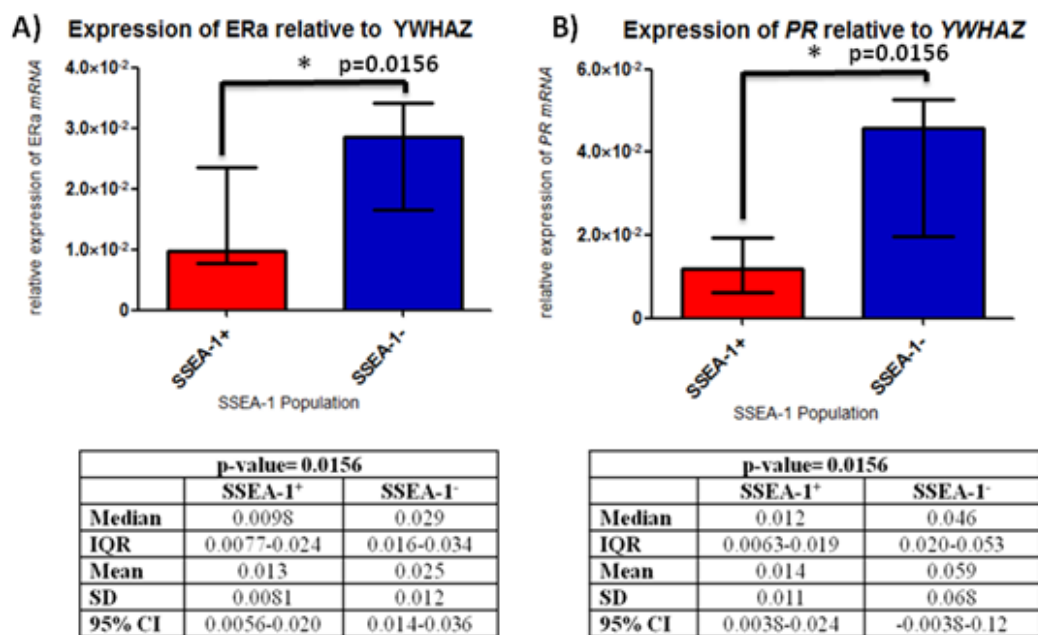 A) Expression of ERa relative to YWHAZ
* p=0.0156
relative expression of ERa mRNA
4.0×10⁻²
3.0×10⁻²
2.0×10⁻²
1.0×10⁻²
0
SSEA-1+
SSEA-1-
SSEA-1 Population
p-value= 0.0156
SSEA-1⁺ SSEA-1⁻
Median 0.0098 0.029
IQR 0.0077-0.024 0.016-0.034
Mean 0.013 0.025
SD 0.0081 0.012
95% CI 0.0056-0.020 0.014-0.036
B) Expression of PR relative to YWHAZ
* p=0.0156
relative expression of PR mRNA
6.0×10⁻²
4.0×10⁻²
2.0×10⁻²
0
SSEA-1+
SSEA-1-
SSEA-1 Population
p-value= 0.0156
SSEA-1⁺ SSEA-1⁻
Median 0.012 0.046
IQR 0.0063-0.019 0.020-0.053
Mean 0.014 0.059
SD 0.011 0.068
95% CI 0.0038-0.024 -0.0038-0.12